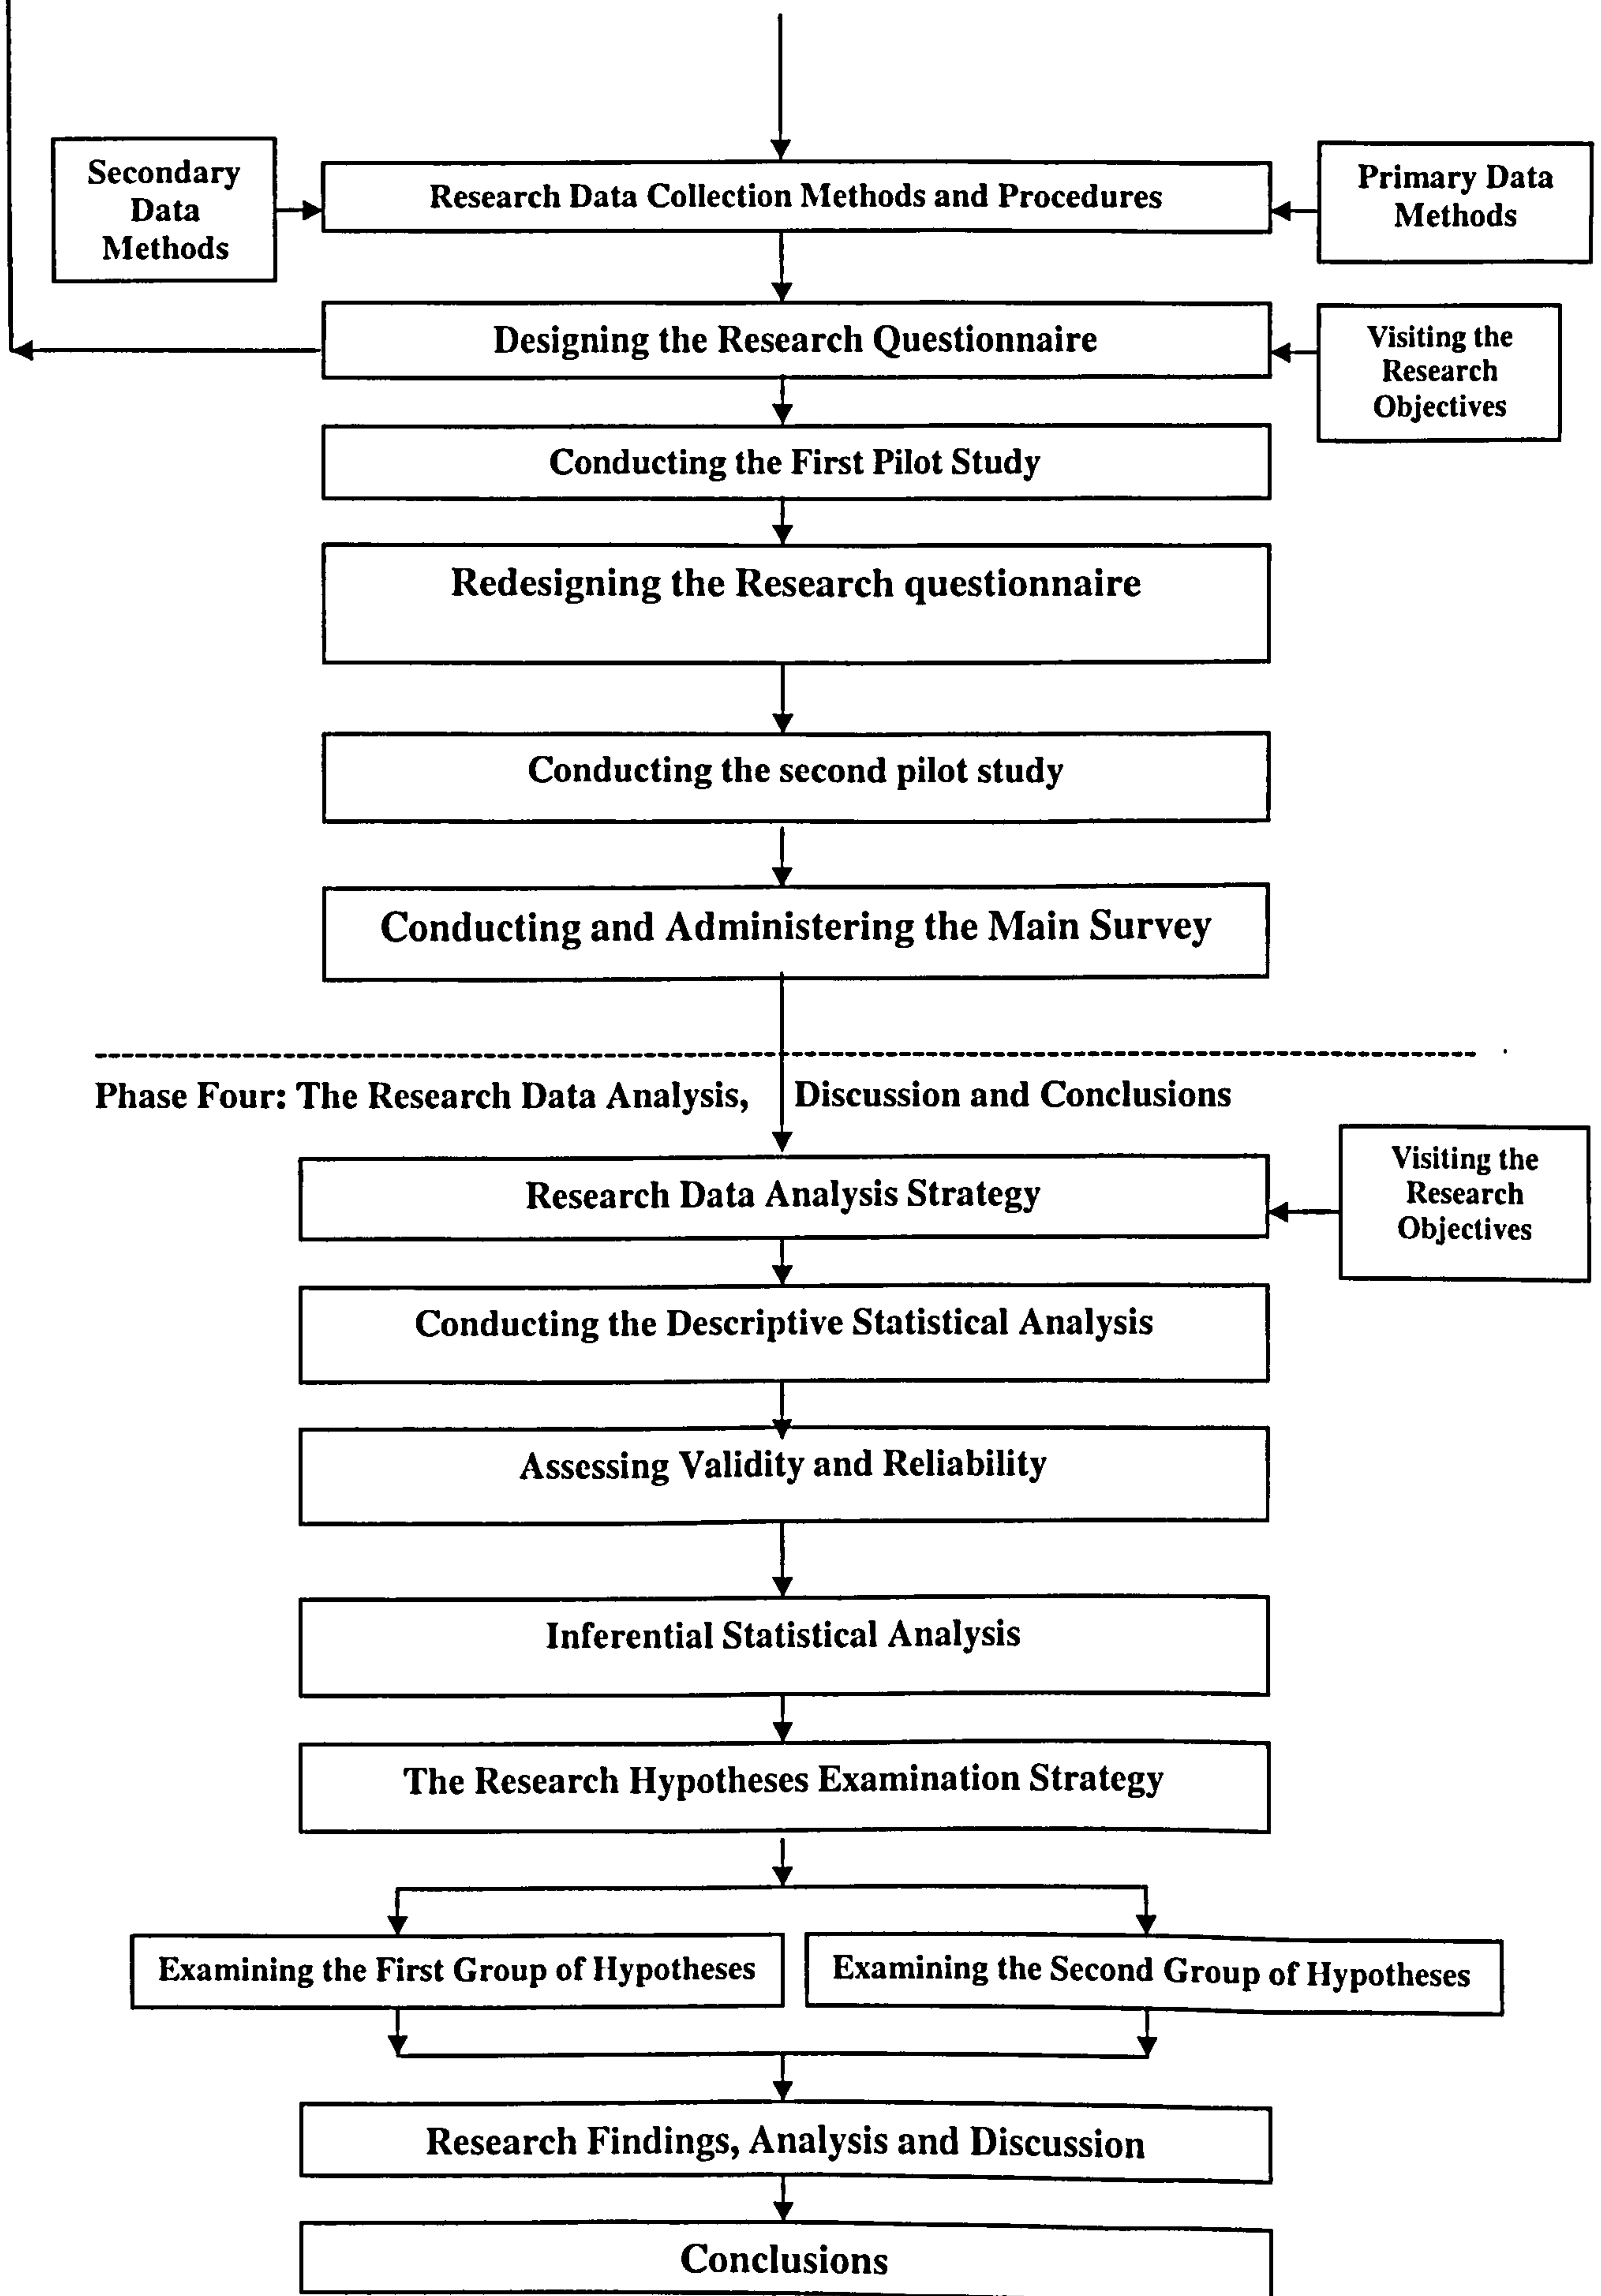 Secondary
Data
Methods
Research Data Collection Methods and Procedures
Primary Data
Methods
Designing the Research Questionnaire
Visiting the
Research
Objectives
Conducting the First Pilot Study
Redesigning the Research questionnaire
Conducting the second pilot study
Conducting and Administering the Main Survey
Phase Four: The Research Data Analysis, Discussion and Conclusions
Research Data Analysis Strategy
Visiting the
Research
Objectives
Conducting the Descriptive Statistical Analysis
Assessing Validity and Reliability
Inferential Statistical Analysis
The Research Hypotheses Examination Strategy
Examining the First Group of Hypotheses
Examining the Second Group of Hypotheses
Research Findings, Analysis and Discussion
Conclusions